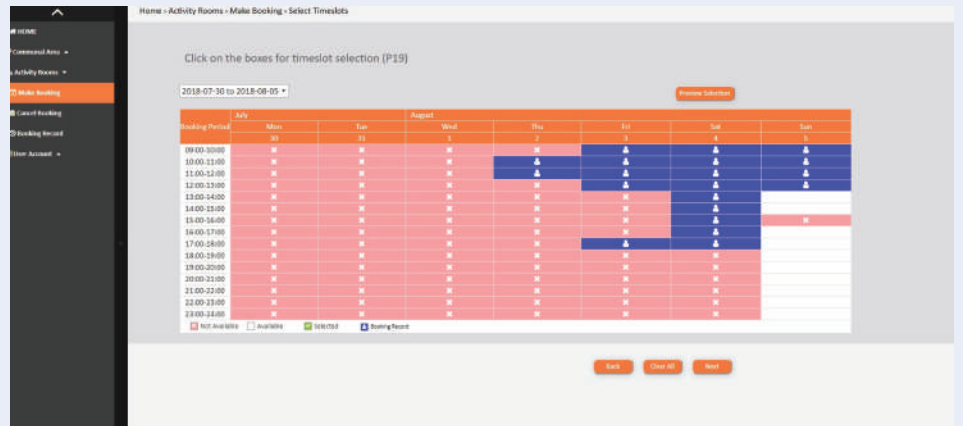 Home › Activity Rooms › Make Booking › Select Timeslots
HOME
Communal Area
Activity Rooms
Make Booking
Cancel Booking
Booking Record
User Account
Click on the boxes for timeslot selection (P19)
2018-07-30 to 2018-08-05
Preview Selection
July August
Booking Period Mon Tue Wed Thu Fri Sat Sun
30 31 1 2 3 4 5
09:00-10:00
10:00-11:00
11:00-12:00
12:00-13:00
13:00-14:00
14:00-15:00
15:00-16:00
16:00-17:00
17:00-18:00
18:00-19:00
19:00-20:00
20:00-21:00
21:00-22:00
22:00-23:00
23:00-24:00
Not Available Available Selected Booking Record
Back Clear All Next